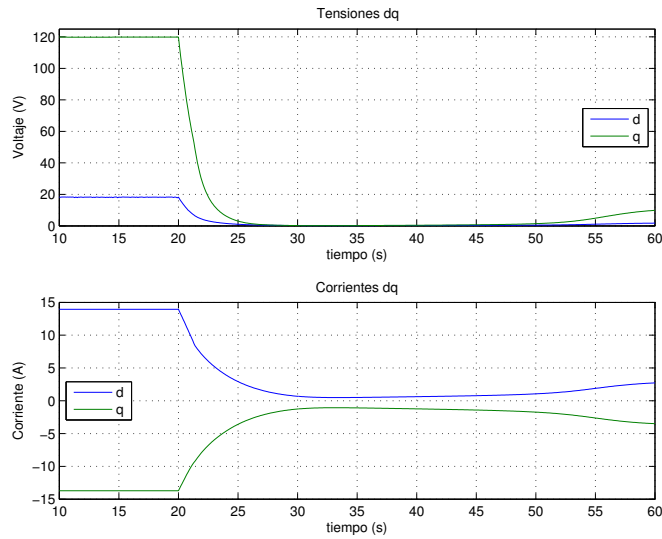 Tensiones dq
Voltaje (V)
120
100
80
60
40
20
0
d
q
10 15 20 25 30 35 40 45 50 55 60
tiempo (s)
Corrientes dq
Corriente (A)
15
10
5
0
−5
−10
−15
d
q
10 15 20 25 30 35 40 45 50 55 60
tiempo (s)